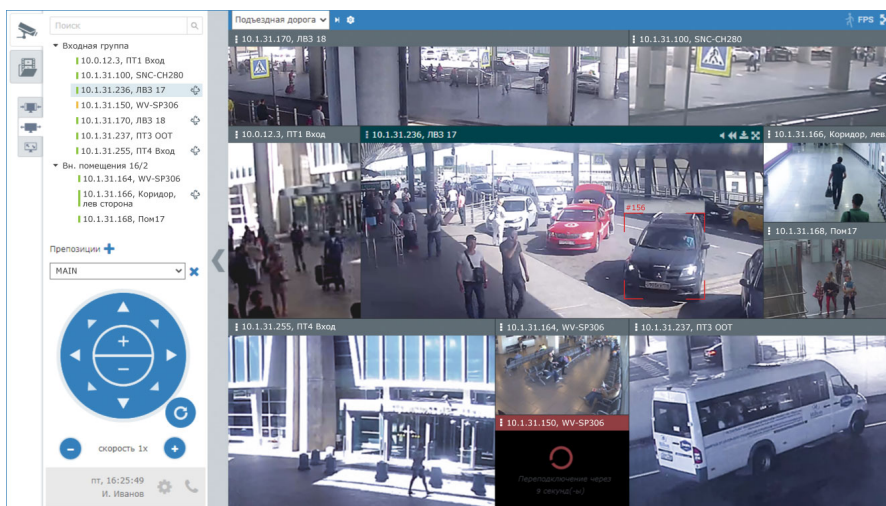 Поиск
Входная группа
10.0.12.3, ПТ1 Вход
10.1.31.100, SNC-CH280
10.1.31.236, ЛВЗ 17
10.1.31.150, WV-SP306
10.1.31.170, ЛВЗ 18
10.1.31.237, ПТЗ ООТ
10.1.31.255, ПТ4 Вход
Вн. помещения 16/2
10.1.31.164, WV-SP306
10.1.31.166, Коридор,
лев сторона
10.1.31.168, Пом17
Препозиции
MAIN
скорость 1x
пт, 16:25:49
И. Иванов
Подъездная дорога
FPS
10.1.31.170, ЛВЗ 18
10.1.31.100, SNC-CH280
10.0.12.3, ПТ1 Вход
10.1.31.236, ЛВЗ 17
10.1.31.166, Коридор, лев
#156
10.1.31.168, Пом17
10.1.31.255, ПТ4 Вход
10.1.31.164, WV-SP306
10.1.31.237, ПТЗ ООТ
10.1.31.150, WV-SP306
Переподключение через
9 секунд(-ы)